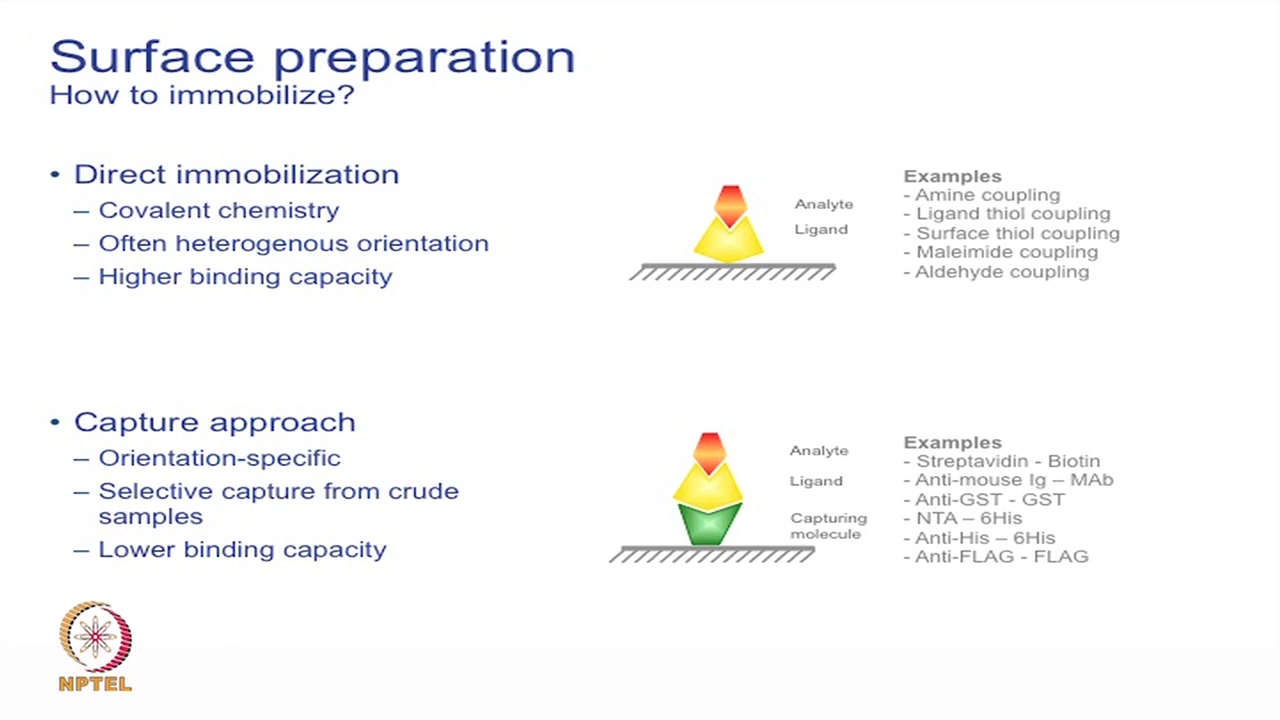 Surface preparation
How to immobilize?
• Direct immobilization
– Covalent chemistry
– Often heterogenous orientation
– Higher binding capacity
Analyte
Ligand
Examples
- Amine coupling
- Ligand thiol coupling
- Surface thiol coupling
- Maleimide coupling
- Aldehyde coupling
• Capture approach
– Orientation-specific
– Selective capture from crude
samples
– Lower binding capacity
Analyte
Ligand
Capturing
molecule
Examples
- Streptavidin - Biotin
- Anti-mouse Ig – MAb
- Anti-GST - GST
- NTA – 6His
- Anti-His – 6His
- Anti-FLAG - FLAG
NPTEL